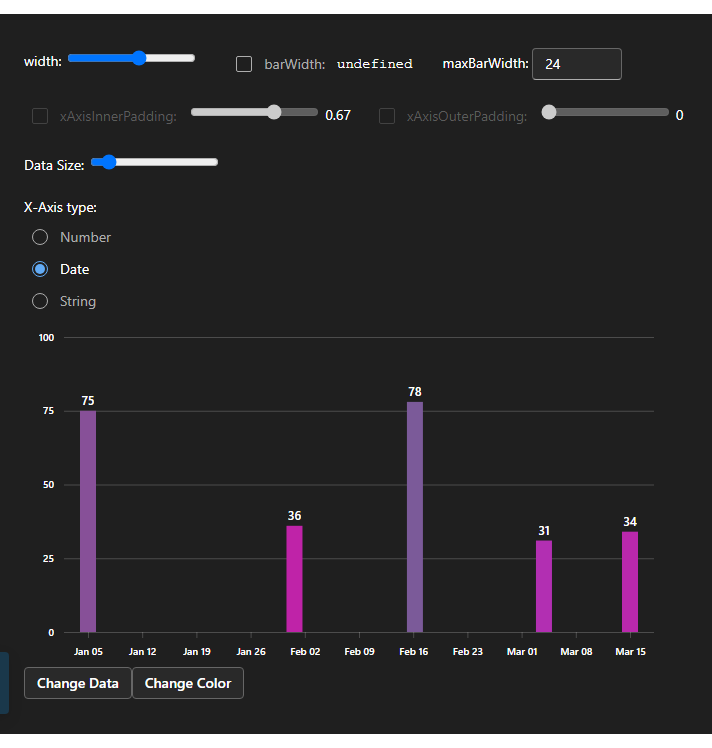 width: barWidth: undefined maxBarWidth: 24
xAxisInnerPadding: 0.67 xAxisOuterPadding: 0
Data Size:
X-Axis type:
Number
Date
String
100
75
50
25
0
75
36
78
31
34
Jan 05 Jan 12 Jan 19 Jan 26 Feb 02 Feb 09 Feb 16 Feb 23 Mar 01 Mar 08 Mar 15
Change Data Change Color